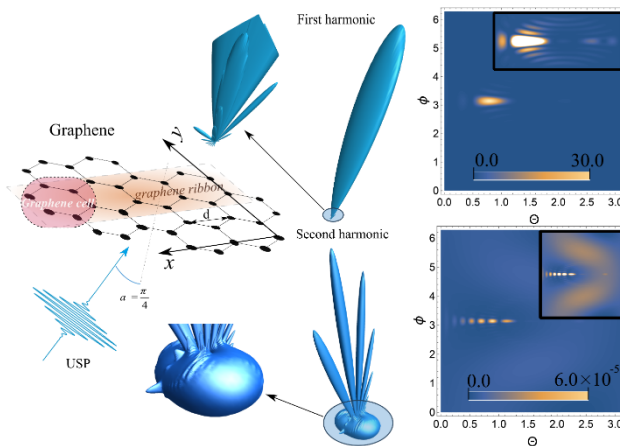 First harmonic
Graphene
y
graphene ribbon
Graphene cell
d
x
Second harmonic
α = π/4
USP
ϕ
6
5
4
3
2
1
0
0.0 30.0
0.0 0.5 1.0 1.5 2.0 2.5 3.0
Θ
ϕ
6
5
4
3
2
1
0
0.0 6.0×10⁻⁵
0.0 0.5 1.0 1.5 2.0 2.5 3.0
Θ